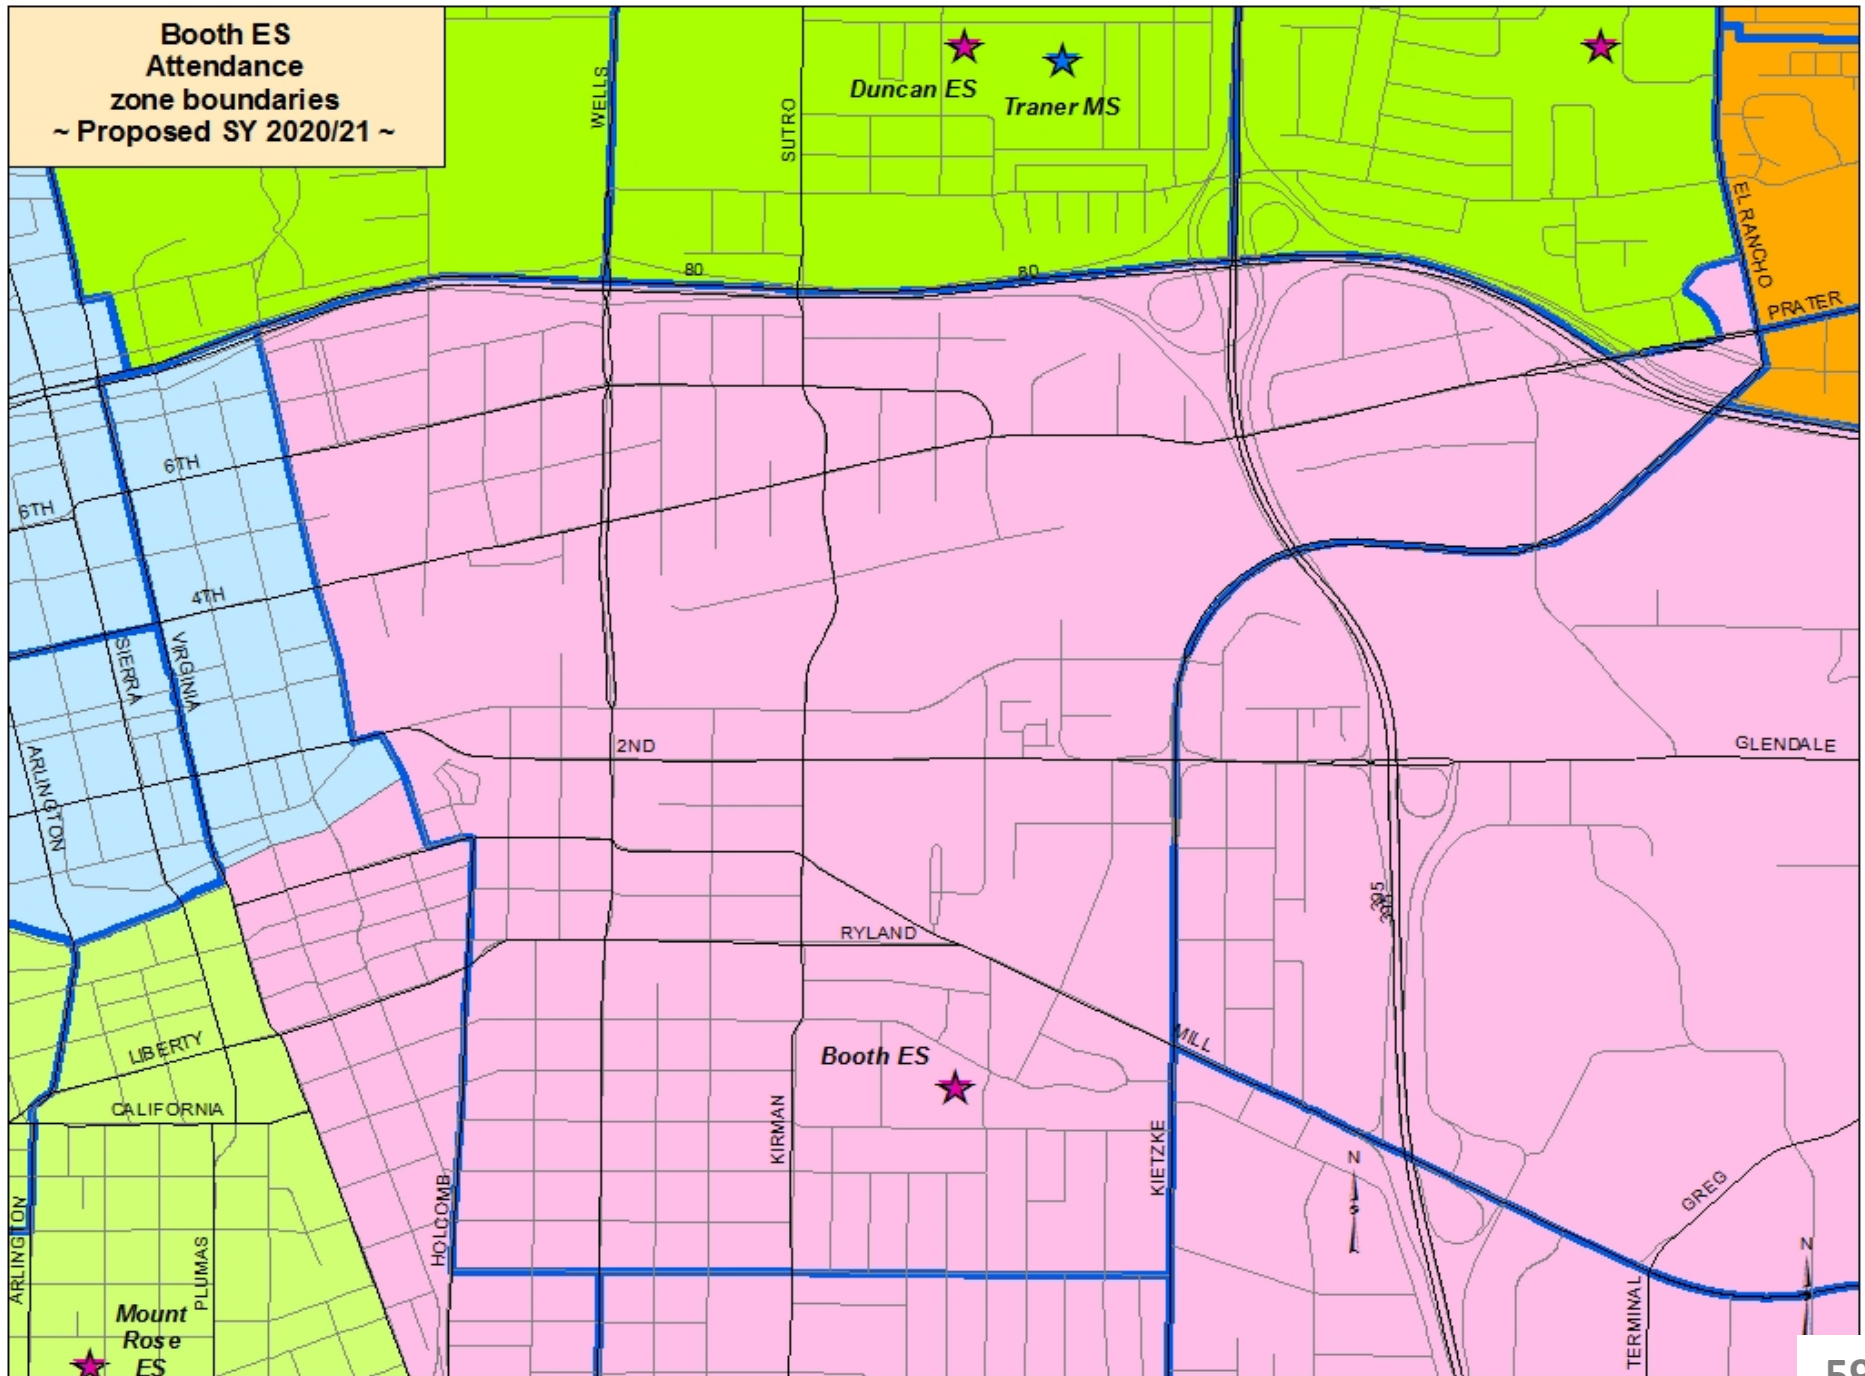 Booth ES
Attendance
zone boundaries
~ Proposed SY 2020/21 ~
WELLS
SUTRO
Duncan ES
Traner MS
EL RANCHO
PRATER
80
80
6TH
6TH
4TH
SIERRA
VIRGINIA
ARLINGTON
2ND
GLENDALE
395
RYLAND
MILL
LIBERTY
CALIFORNIA
Booth ES
KIRMAN
KIETZKE
HOLCOMB
N
S
GREG
N
ARLINGTON
PLUMAS
TERMINAL
Mount
Rose
ES